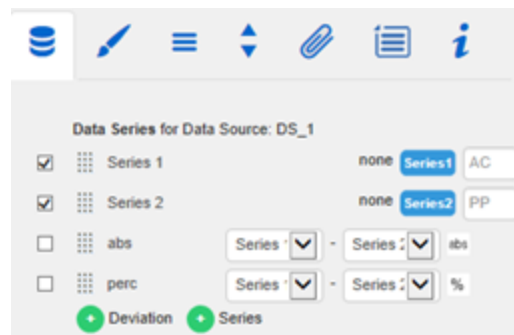 Data Series for Data Source: DS_1
Series 1 none Series1 AC
Series 2 none Series2 PP
abs Series - Series 2 abs
perc Series - Series %
Deviation Series